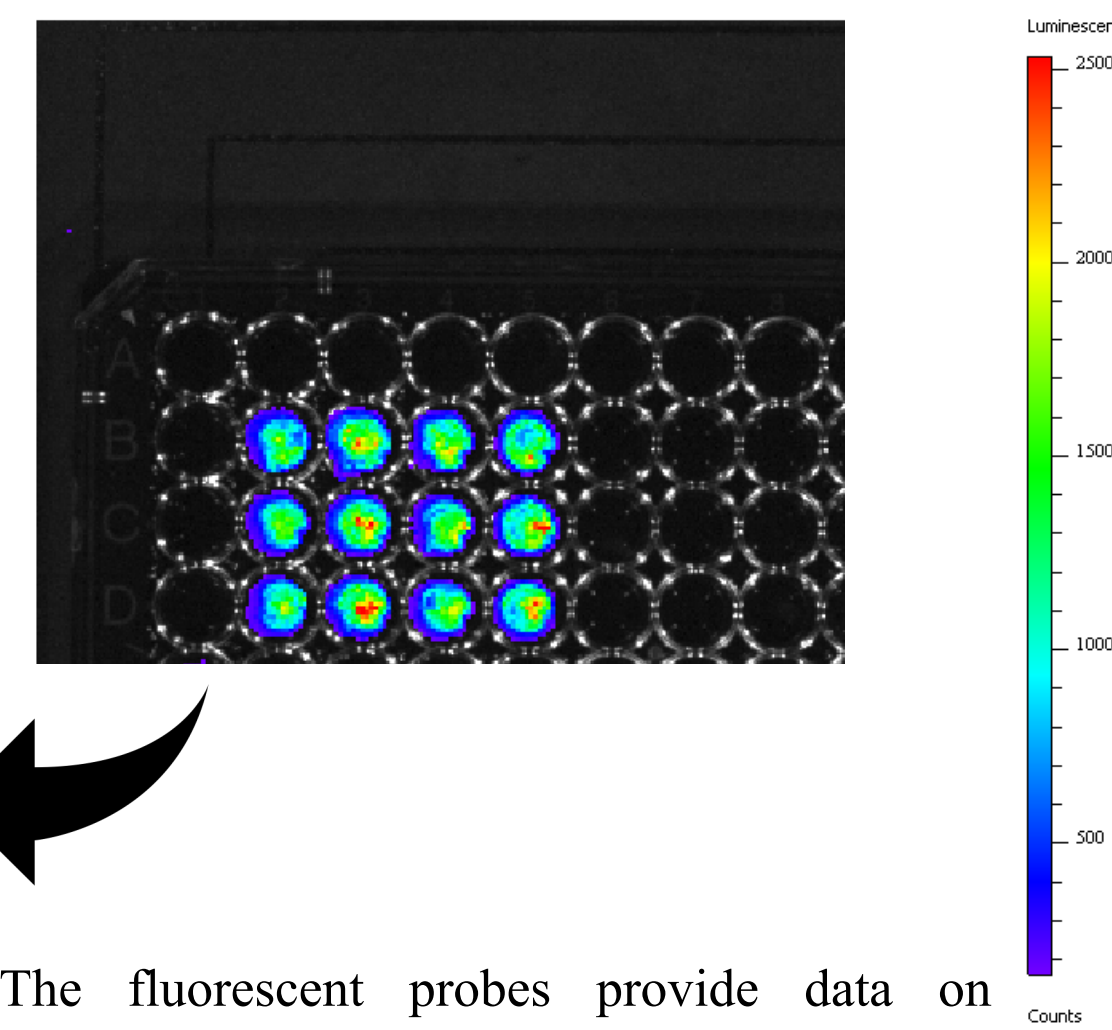 Luminescen
2500
2000
1500
1000
500
Counts
2 3 4 5 6 7 8
A
B
C
D
The fluorescent probes provide data on